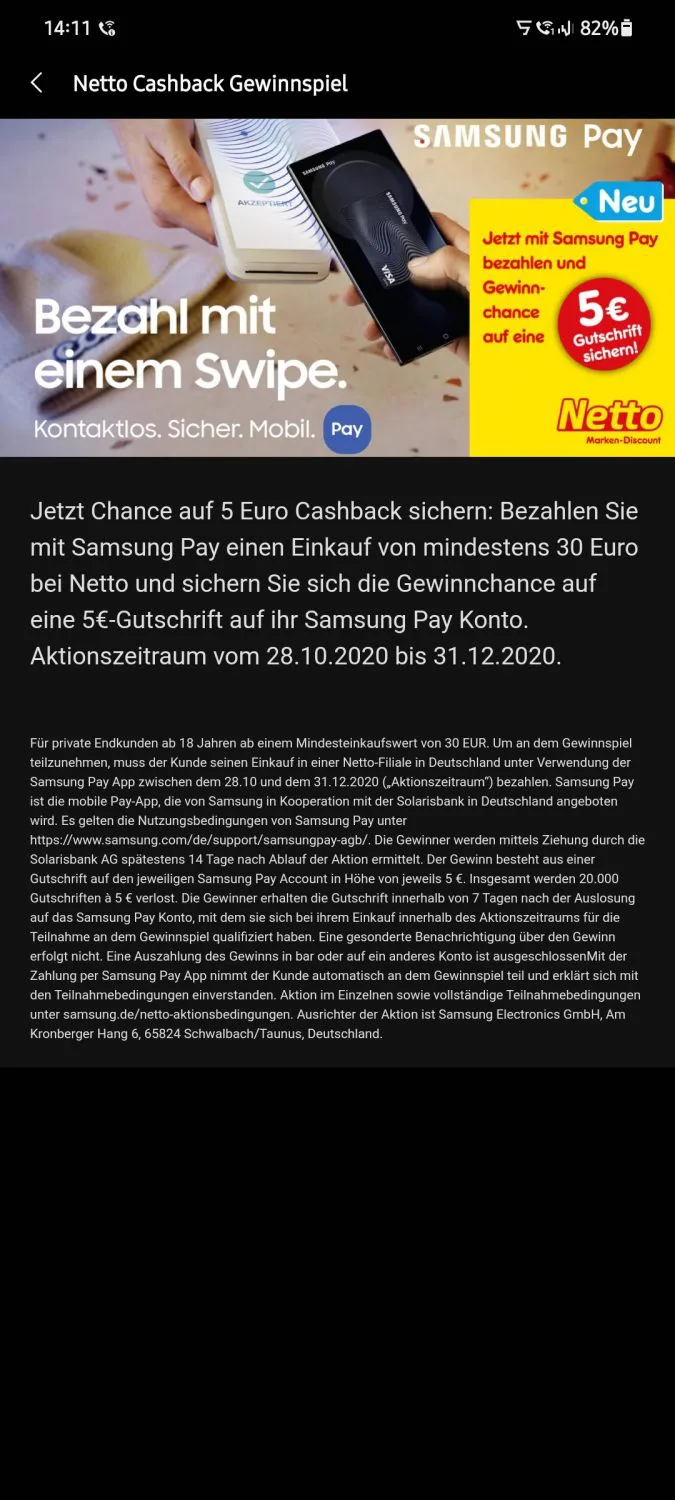 14:11
82%
Netto Cashback Gewinnspiel
SAMSUNG Pay
SAMSUNG Pay
AKZEPTIERT
SAMSUNG Pay
VISA
Neu
Jetzt mit Samsung Pay
bezahlen und
Gewinn-
chance
auf eine
5€
Gutschrift
sichern!
Bezahl mit
einem Swipe.
Kontaktlos. Sicher. Mobil.
Pay
Netto
Marken-Discount
Jetzt Chance auf 5 Euro Cashback sichern: Bezahlen Sie
mit Samsung Pay einen Einkauf von mindestens 30 Euro
bei Netto und sichern Sie sich die Gewinnchance auf
eine 5€-Gutschrift auf ihr Samsung Pay Konto.
Aktionszeitraum vom 28.10.2020 bis 31.12.2020.
Für private Endkunden ab 18 Jahren ab einem Mindesteinkaufswert von 30 EUR. Um an dem Gewinnspiel
teilzunehmen, muss der Kunde seinen Einkauf in einer Netto-Filiale in Deutschland unter Verwendung der
Samsung Pay App zwischen dem 28.10 und dem 31.12.2020 („Aktionszeitraum“) bezahlen. Samsung Pay
ist die mobile Pay-App, die von Samsung in Kooperation mit der Solarisbank in Deutschland angeboten
wird. Es gelten die Nutzungsbedingungen von Samsung Pay unter
https://www.samsung.com/de/support/samsungpay-agb/. Die Gewinner werden mittels Ziehung durch die
Solarisbank AG spätestens 14 Tage nach Ablauf der Aktion ermittelt. Der Gewinn besteht aus einer
Gutschrift auf den jeweiligen Samsung Pay Account in Höhe von jeweils 5 €. Insgesamt werden 20.000
Gutschriften à 5 € verlost. Die Gewinner erhalten die Gutschrift innerhalb von 7 Tagen nach der Auslosung
auf das Samsung Pay Konto, mit dem sie sich bei ihrem Einkauf innerhalb des Aktionszeitraums für die
Teilnahme an dem Gewinnspiel qualifiziert haben. Eine gesonderte Benachrichtigung über den Gewinn
erfolgt nicht. Eine Auszahlung des Gewinns in bar oder auf ein anderes Konto ist ausgeschlossenMit der
Zahlung per Samsung Pay App nimmt der Kunde automatisch an dem Gewinnspiel teil und erklärt sich mit
den Teilnahmebedingungen einverstanden. Aktion im Einzelnen sowie vollständige Teilnahmebedingungen
unter samsung.de/netto-aktionsbedingungen. Ausrichter der Aktion ist Samsung Electronics GmbH, Am
Kronberger Hang 6, 65824 Schwalbach/Taunus, Deutschland.